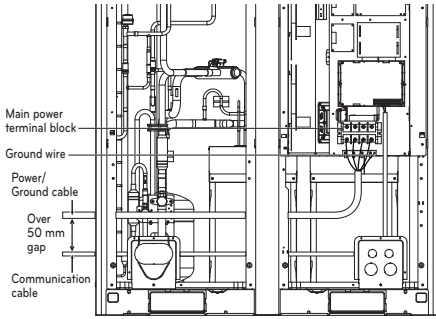 Main power
terminal block
Ground wire
Power/
Ground cable
Over
50 mm
gap
Communication
cable